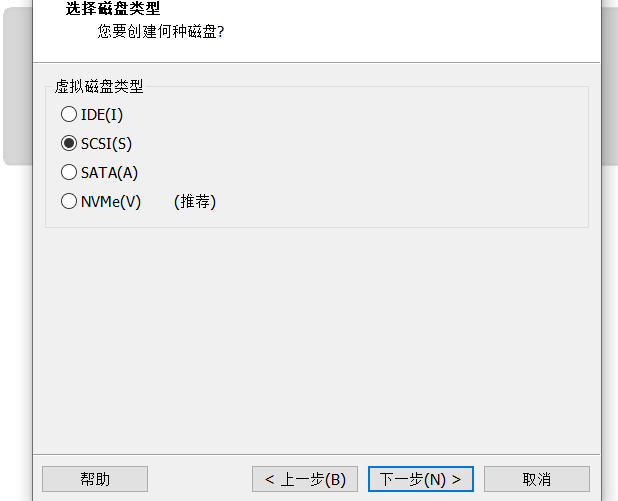 选择磁盘类型
您要创建何种磁盘?
虚拟磁盘类型
IDE(I)
SCSI(S)
SATA(A)
NVMe(V) (推荐)
帮助 < 上一步(B) 下一步(N) > 取消